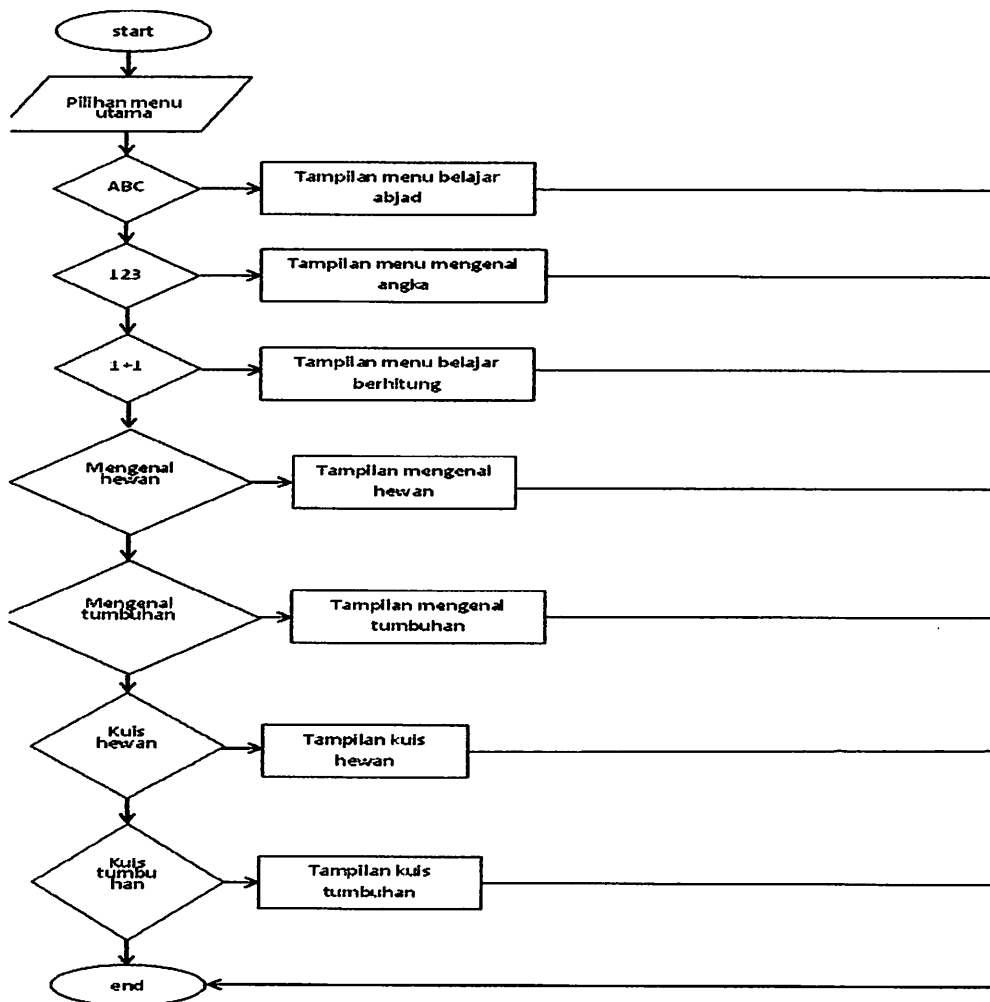 start
Pilihan menu
utama
ABC
Tampilan menu belajar
abjad
123
Tampilan menu mengenal
angka
1+1
Tampilan menu belajar
berhitung
Mengenal
hewan
Tampilan mengenal
hewan
Mengenal
tumbuhan
Tampilan mengenal
tumbuhan
Kuis
hewan
Tampilan kuis
hewan
Kuis
tumbu
han
Tampilan kuis
tumbuhan
end